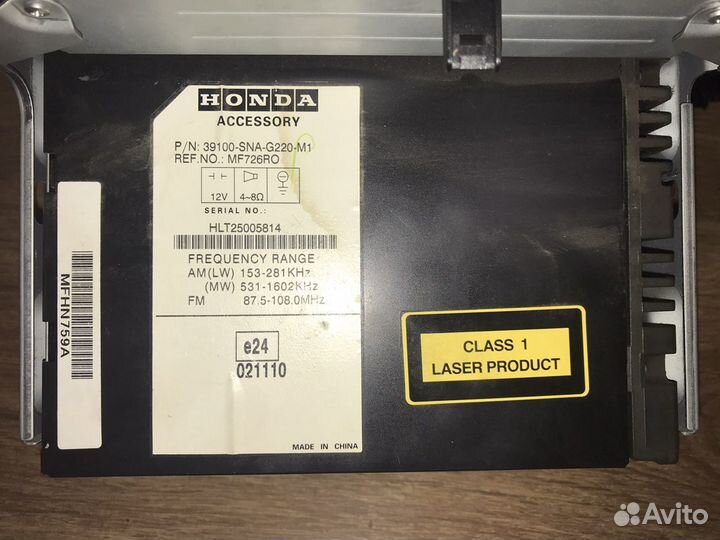 HONDA
ACCESSORY
P/N: 39100-SNA-G220-M1
REF.NO.: MF726RO
12V 4~8Ω
SERIAL NO.:
HLT25005814
FREQUENCY RANGE
AM(LW) 153-281KHz
(MW) 531-1602KHz
FM 87.5-108.0MHz
e24
021110
MADE IN CHINA
MFHN759A
CLASS 1
LASER PRODUCT
Avito